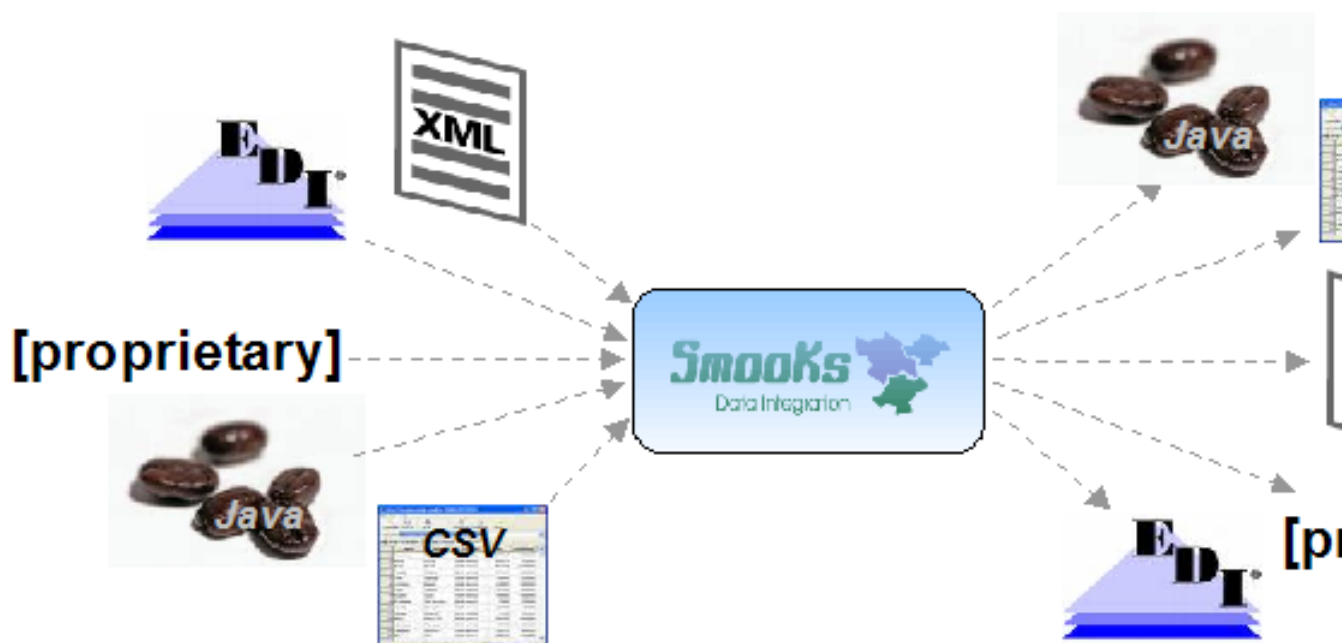 XML
EDI
[proprietary]
Java
CSV
Smooks
Data Integration
Java
EDI
[pr